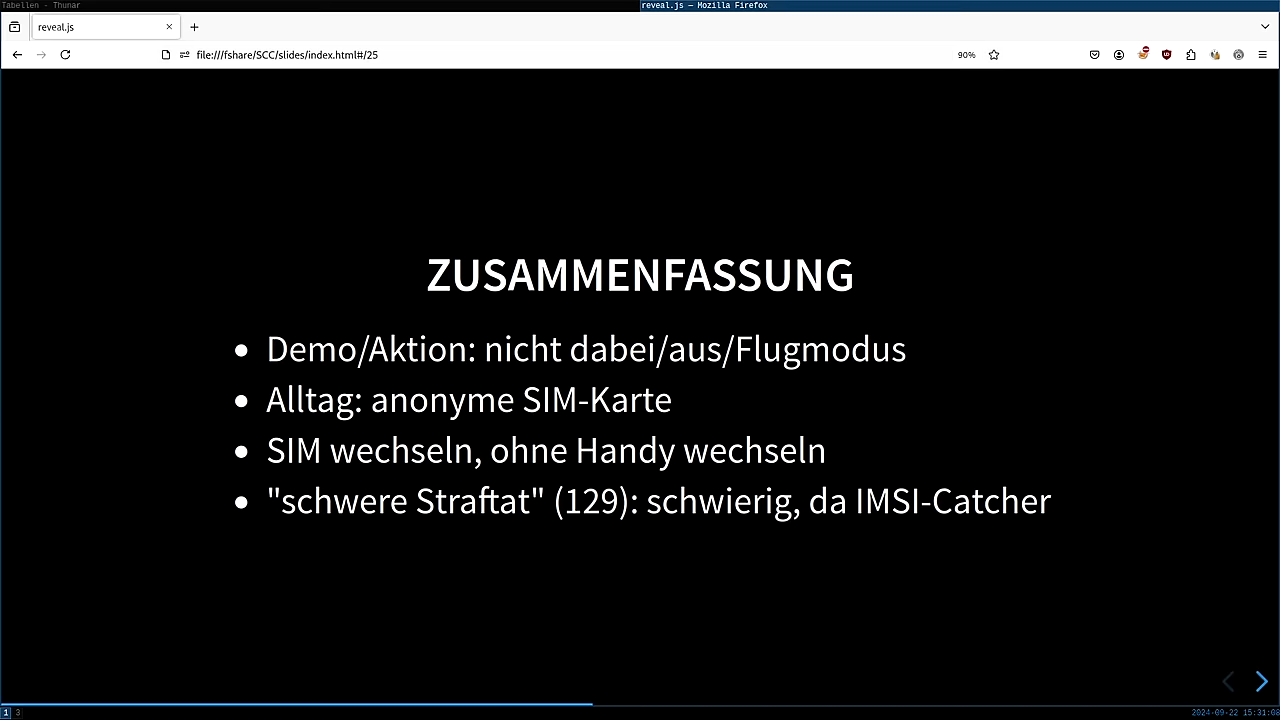 Tabellen - Thunar
reveal.js — Mozilla Firefox
reveal.js
file:///fshare/SCC/slides/index.html#/25
90%
ZUSAMMENFASSUNG
Demo/Aktion: nicht dabei/aus/Flugmodus
Alltag: anonyme SIM-Karte
SIM wechseln, ohne Handy wechseln
"schwere Straftat" (129): schwierig, da IMSI-Catcher
1 3
2024-09-22 15:31:08